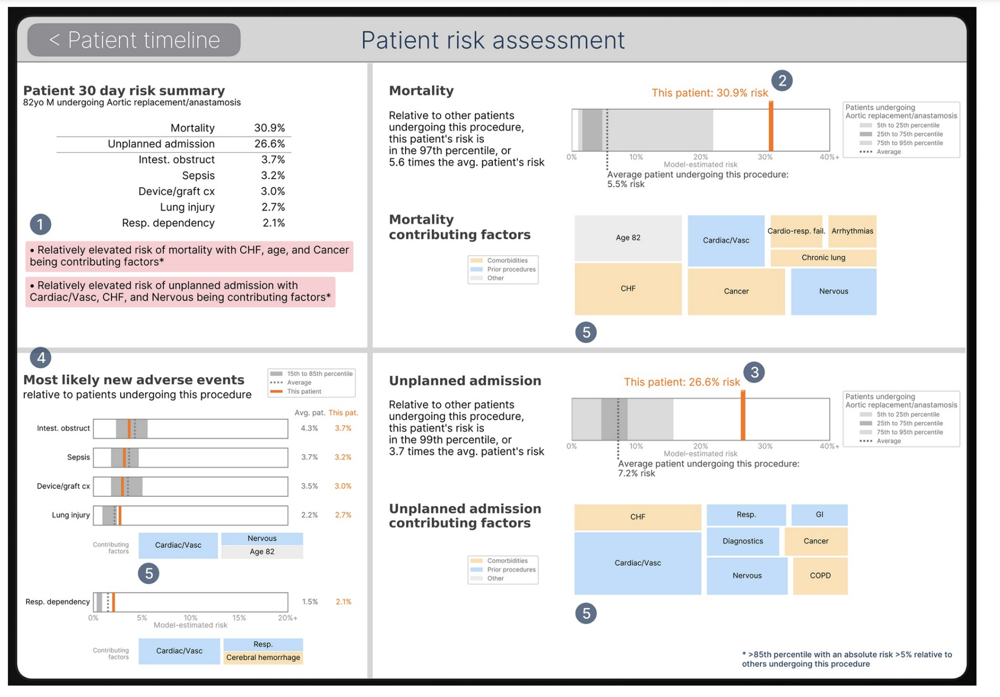 < Patient timeline
Patient risk assessment
Patient 30 day risk summary
82yo M undergoing Aortic replacement/anastamosis
Mortality 30.9%
Unplanned admission 26.6%
Intest. obstruct 3.7%
Sepsis 3.2%
Device/graft cx 3.0%
Lung injury 2.7%
Resp. dependency 2.1%
1
• Relatively elevated risk of mortality with CHF, age, and Cancer
being contributing factors*
• Relatively elevated risk of unplanned admission with
Cardiac/Vasc, CHF, and Nervous being contributing factors*
Mortality
Relative to other patients
undergoing this procedure,
this patient's risk is
in the 97th percentile, or
5.6 times the avg. patient's risk
2
This patient: 30.9% risk
0% 10% 20% 30% 40%+
Model-estimated risk
Average patient undergoing this procedure:
5.5% risk
Patients undergoing
Aortic replacement/anastamosis
5th to 25th percentile
25th to 75th percentile
75th to 95th percentile
Average
Mortality
contributing factors
Comorbidities
Prior procedures
Other
Age 82
Cardiac/Vasc
Cardio-resp. fail.
Arrhythmias
Chronic lung
CHF
Cancer
Nervous
5
4
Most likely new adverse events
relative to patients undergoing this procedure
15th to 85th percentile
Average
This patient
Avg. pat. This pat.
Intest. obstruct 4.3% 3.7%
Sepsis 3.7% 3.2%
Device/graft cx 3.5% 3.0%
Lung injury 2.2% 2.7%
Contributing
factors
Cardiac/Vasc
Nervous
Age 82
5
Resp. dependency 1.5% 2.1%
0% 5% 10% 15% 20%+
Model-estimated risk
Contributing
factors
Cardiac/Vasc
Resp.
Cerebral hemorrhage
Unplanned admission
Relative to other patients
undergoing this procedure,
this patient's risk is
in the 99th percentile, or
3.7 times the avg. patient's risk
3
This patient: 26.6% risk
0% 10% 20% 30% 40%+
Model-estimated risk
Average patient undergoing this procedure:
7.2% risk
Patients undergoing
Aortic replacement/anastamosis
5th to 25th percentile
25th to 75th percentile
75th to 95th percentile
Average
Unplanned admission
contributing factors
Comorbidities
Prior procedures
Other
CHF
Resp.
GI
Diagnostics
Cancer
Cardiac/Vasc
Nervous
COPD
5
* >85th percentile with an absolute risk >5% relative to
others undergoing this procedure